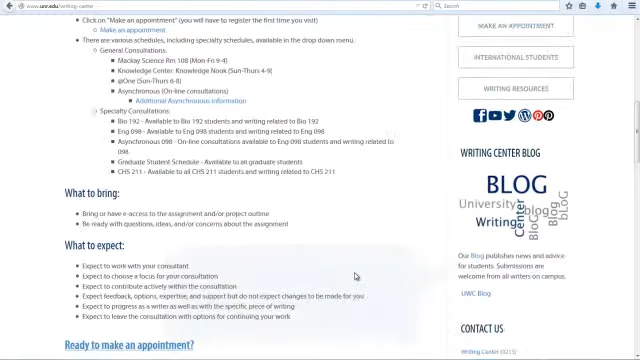 www.unr.edu/writing-center
Search
Click on "Make an appointment" (you will have to register the first time you visit)
Make an appointment
There are various schedules, including specialty schedules, available in the drop down menu.
General Consultations:
Mackay Science Rm 108 (Mon-Fri 9-4)
Knowledge Center: Knowledge Nook (Sun-Thurs 4-9)
@One (Sun-Thurs 6-8)
Asynchronous (On-line consultations)
Additional Asynchronous Information
Specialty Consultations:
Bio 192 - Available to Bio 192 students and writing related to Bio 192
Eng 098 - Available to Eng 098 students and writing related to Eng 098
Asynchronous 098 - On-line consultations available to Eng 098 students and writing related to
098.
Graduate Student Schedule - Available to all graduate students
CHS 211 - Available to all CHS 211 students and writing related to CHS 211
What to bring:
Bring or have e-access to the assignment and/or project outline
Be ready with questions, ideas, and/or concerns about the assignment
What to expect:
Expect to work with your consultant
Expect to choose a focus for your consultation
Expect to contribute actively within the consultation
Expect feedback, options, expertise, and support but do not expect changes to be made for you
Expect to progress as a writer as well as with the specific piece of writing
Expect to leave the consultation with options for continuing your work
Ready to make an appointment?
MAKE AN APPOINTMENT
INTERNATIONAL STUDENTS
WRITING RESOURCES
WRITING CENTER BLOG
BLOG
University
blog
Writing
Center
Blog
Blog
bLoG
Our Blog publishes news and advice
for students. Submissions are
welcome from all writers on campus.
UWC Blog
CONTACT US
Writing Center (0213)